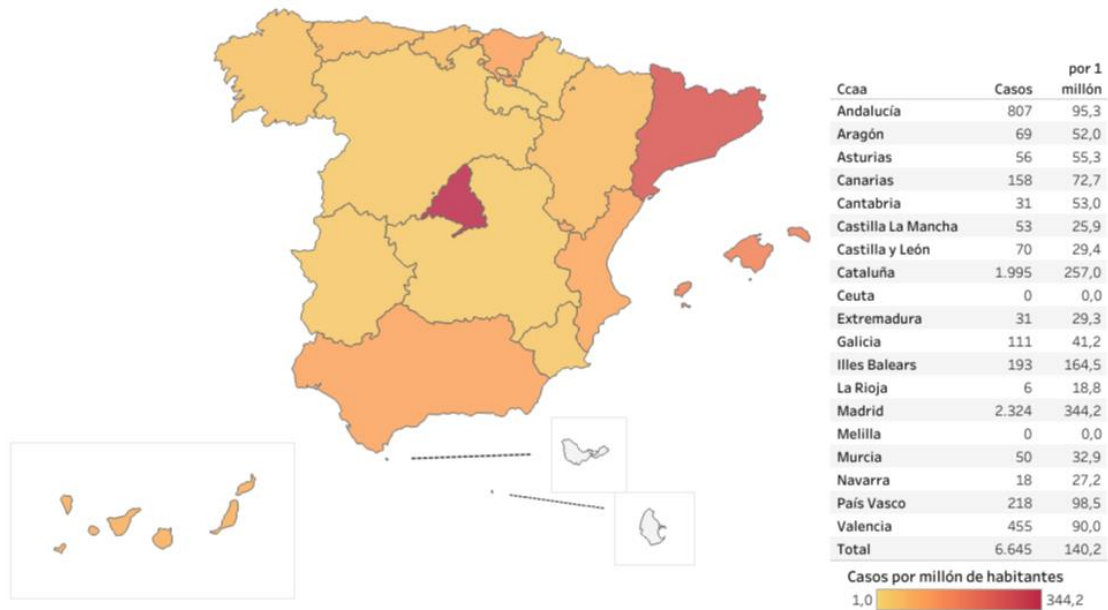 por 1
Ccaa Casos millón
Andalucía 807 95,3
Aragón 69 52,0
Asturias 56 55,3
Canarias 158 72,7
Cantabria 31 53,0
Castilla La Mancha 53 25,9
Castilla y León 70 29,4
Cataluña 1.995 257,0
Ceuta 0 0,0
Extremadura 31 29,3
Galicia 111 41,2
Illes Balears 193 164,5
La Rioja 6 18,8
Madrid 2.324 344,2
Melilla 0 0,0
Murcia 50 32,9
Navarra 18 27,2
País Vasco 218 98,5
Valencia 455 90,0
Total 6.645 140,2
Casos por millón de habitantes
1,0 344,2